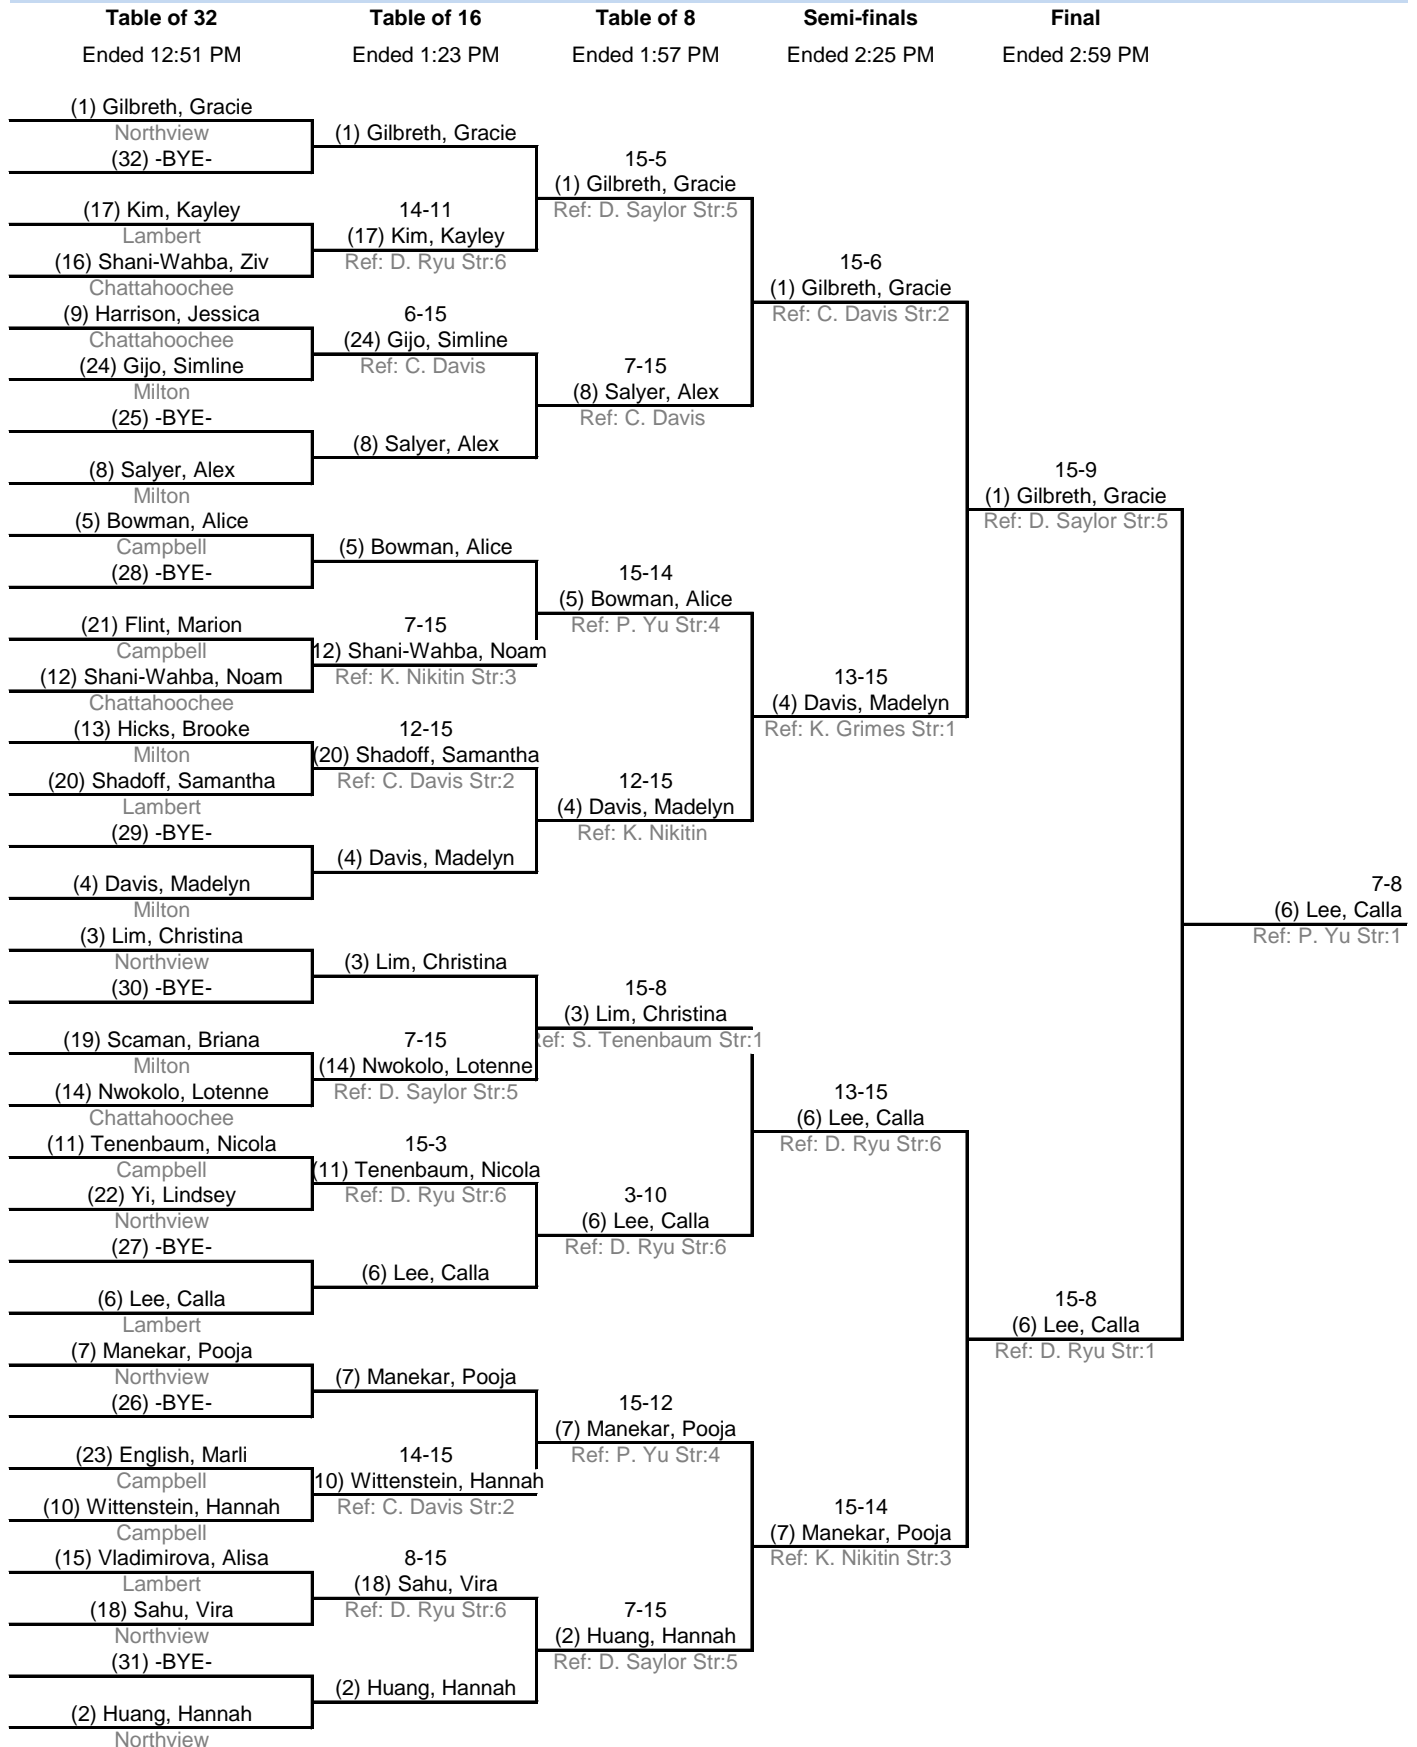 Table of 32
Table of 16
Table of 8
Semi-finals
Final
Ended 12:51 PM
Ended 1:23 PM
Ended 1:57 PM
Ended 2:25 PM
Ended 2:59 PM
(1) Gilbreth, Gracie
Northview
(32) -BYE-
(17) Kim, Kayley
Lambert
(16) Shani-Wahba, Ziv
Chattahoochee
(9) Harrison, Jessica
Chattahoochee
(24) Gijo, Simline
Milton
(25) -BYE-
(8) Salyer, Alex
Milton
(5) Bowman, Alice
Campbell
(28) -BYE-
(21) Flint, Marion
Campbell
(12) Shani-Wahba, Noam
Chattahoochee
(13) Hicks, Brooke
Milton
(20) Shadoff, Samantha
Lambert
(29) -BYE-
(4) Davis, Madelyn
Milton
(3) Lim, Christina
Northview
(30) -BYE-
(19) Scaman, Briana
Milton
(14) Nwokolo, Lotenne
Chattahoochee
(11) Tenenbaum, Nicola
Campbell
(22) Yi, Lindsey
Northview
(27) -BYE-
(6) Lee, Calla
Lambert
(7) Manekar, Pooja
Northview
(26) -BYE-
(23) English, Marli
Campbell
(10) Wittenstein, Hannah
Campbell
(15) Vladimirova, Alisa
Lambert
(18) Sahu, Vira
Northview
(31) -BYE-
(2) Huang, Hannah
Northview
(1) Gilbreth, Gracie
14-11
(17) Kim, Kayley
Ref: D. Ryu Str:6
6-15
(24) Gijo, Simline
Ref: C. Davis
(8) Salyer, Alex
(5) Bowman, Alice
7-15
12) Shani-Wahba, Noam
Ref: K. Nikitin Str:3
12-15
(20) Shadoff, Samantha
Ref: C. Davis Str:2
(4) Davis, Madelyn
(3) Lim, Christina
7-15
(14) Nwokolo, Lotenne
Ref: D. Saylor Str:5
15-3
(11) Tenenbaum, Nicola
Ref: D. Ryu Str:6
(6) Lee, Calla
(7) Manekar, Pooja
14-15
10) Wittenstein, Hannah
Ref: C. Davis Str:2
8-15
(18) Sahu, Vira
Ref: D. Ryu Str:6
(2) Huang, Hannah
15-5
(1) Gilbreth, Gracie
Ref: D. Saylor Str:5
7-15
(8) Salyer, Alex
Ref: C. Davis
15-14
(5) Bowman, Alice
Ref: P. Yu Str:4
12-15
(4) Davis, Madelyn
Ref: K. Nikitin
15-8
(3) Lim, Christina
Ref: S. Tenenbaum Str:1
3-10
(6) Lee, Calla
Ref: D. Ryu Str:6
15-12
(7) Manekar, Pooja
Ref: P. Yu Str:4
7-15
(2) Huang, Hannah
Ref: D. Saylor Str:5
15-6
(1) Gilbreth, Gracie
Ref: C. Davis Str:2
13-15
(4) Davis, Madelyn
Ref: K. Grimes Str:1
13-15
(6) Lee, Calla
Ref: D. Ryu Str:6
15-14
(7) Manekar, Pooja
Ref: K. Nikitin Str:3
15-9
(1) Gilbreth, Gracie
Ref: D. Saylor Str:5
15-8
(6) Lee, Calla
Ref: D. Ryu Str:1
7-8
(6) Lee, Calla
Ref: P. Yu Str:1